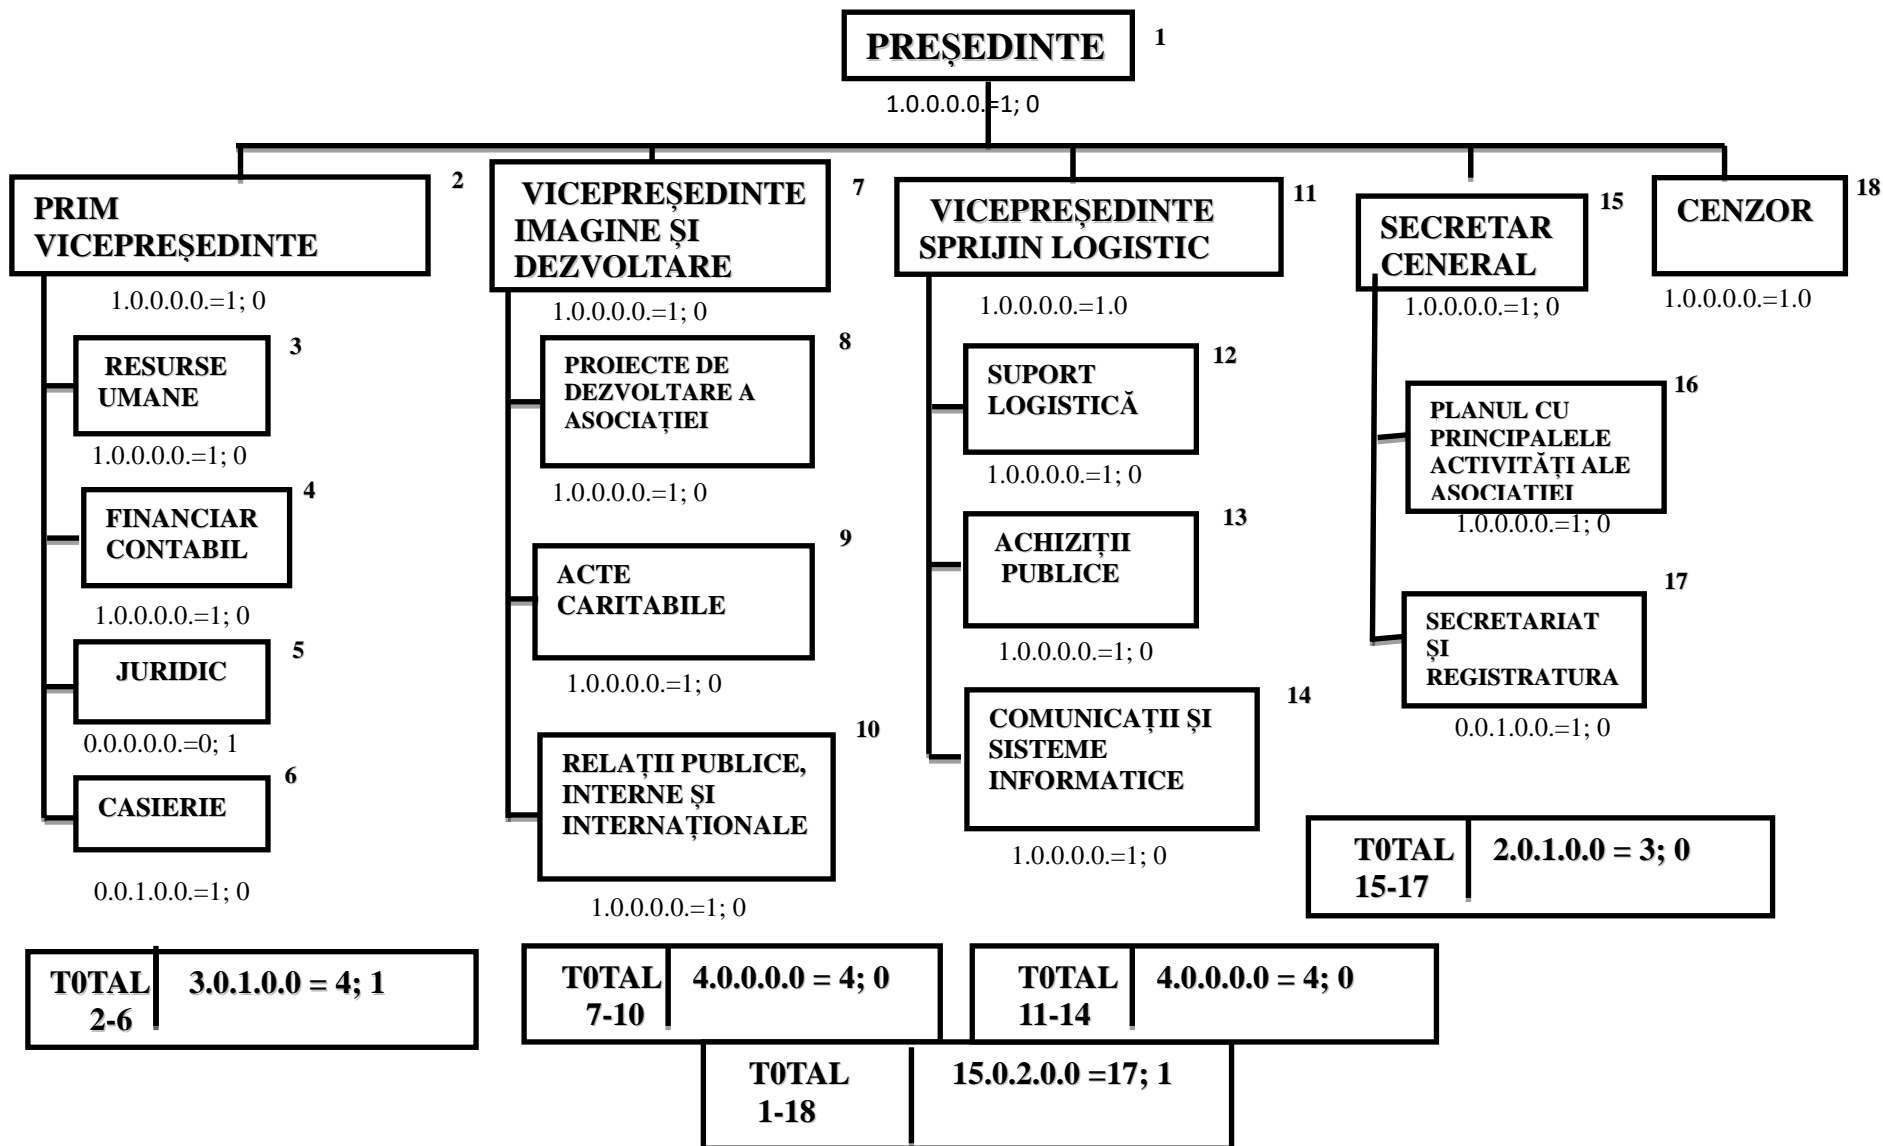 PREȘEDINTE 1
1.0.0.0.0.=1; 0
PRIM
VICEPREȘEDINTE
2
1.0.0.0.0.=1; 0
RESURSE
UMANE
3
1.0.0.0.0.=1; 0
FINANCIAR
CONTABIL
4
1.0.0.0.0.=1; 0
JURIDIC
5
0.0.0.0.0.=0; 1
CASIERIE
6
0.0.1.0.0.=1; 0
T0TAL 3.0.1.0.0 = 4; 1
2-6
VICEPREȘEDINTE
IMAGINE ȘI
DEZVOLTARE
7
1.0.0.0.0.=1; 0
PROIECTE DE
DEZVOLTARE A
ASOCIAȚIEI
8
1.0.0.0.0.=1; 0
ACTE
CARITABILE
9
1.0.0.0.0.=1; 0
RELAȚII PUBLICE,
INTERNE ȘI
INTERNAȚIONALE
10
1.0.0.0.0.=1; 0
T0TAL 4.0.0.0.0 = 4; 0
7-10
VICEPREȘEDINTE
SPRIJIN LOGISTIC
11
1.0.0.0.0.=1.0
SUPORT
LOGISTICĂ
12
1.0.0.0.0.=1; 0
ACHIZIȚII
PUBLICE
13
1.0.0.0.0.=1; 0
COMUNICAȚII ȘI
SISTEME
INFORMATICE
14
1.0.0.0.0.=1; 0
T0TAL 4.0.0.0.0 = 4; 0
11-14
SECRETAR
CENERAL
15
1.0.0.0.0.=1; 0
PLANUL CU
PRINCIPALELE
ACTIVITĂȚI ALE
ASOCIAȚIEI
16
1.0.0.0.0.=1; 0
SECRETARIAT
ȘI
REGISTRATURA
17
0.0.1.0.0.=1; 0
T0TAL 2.0.1.0.0 = 3; 0
15-17
CENZOR
18
1.0.0.0.0.=1.0
T0TAL 15.0.2.0.0 =17; 1
1-18